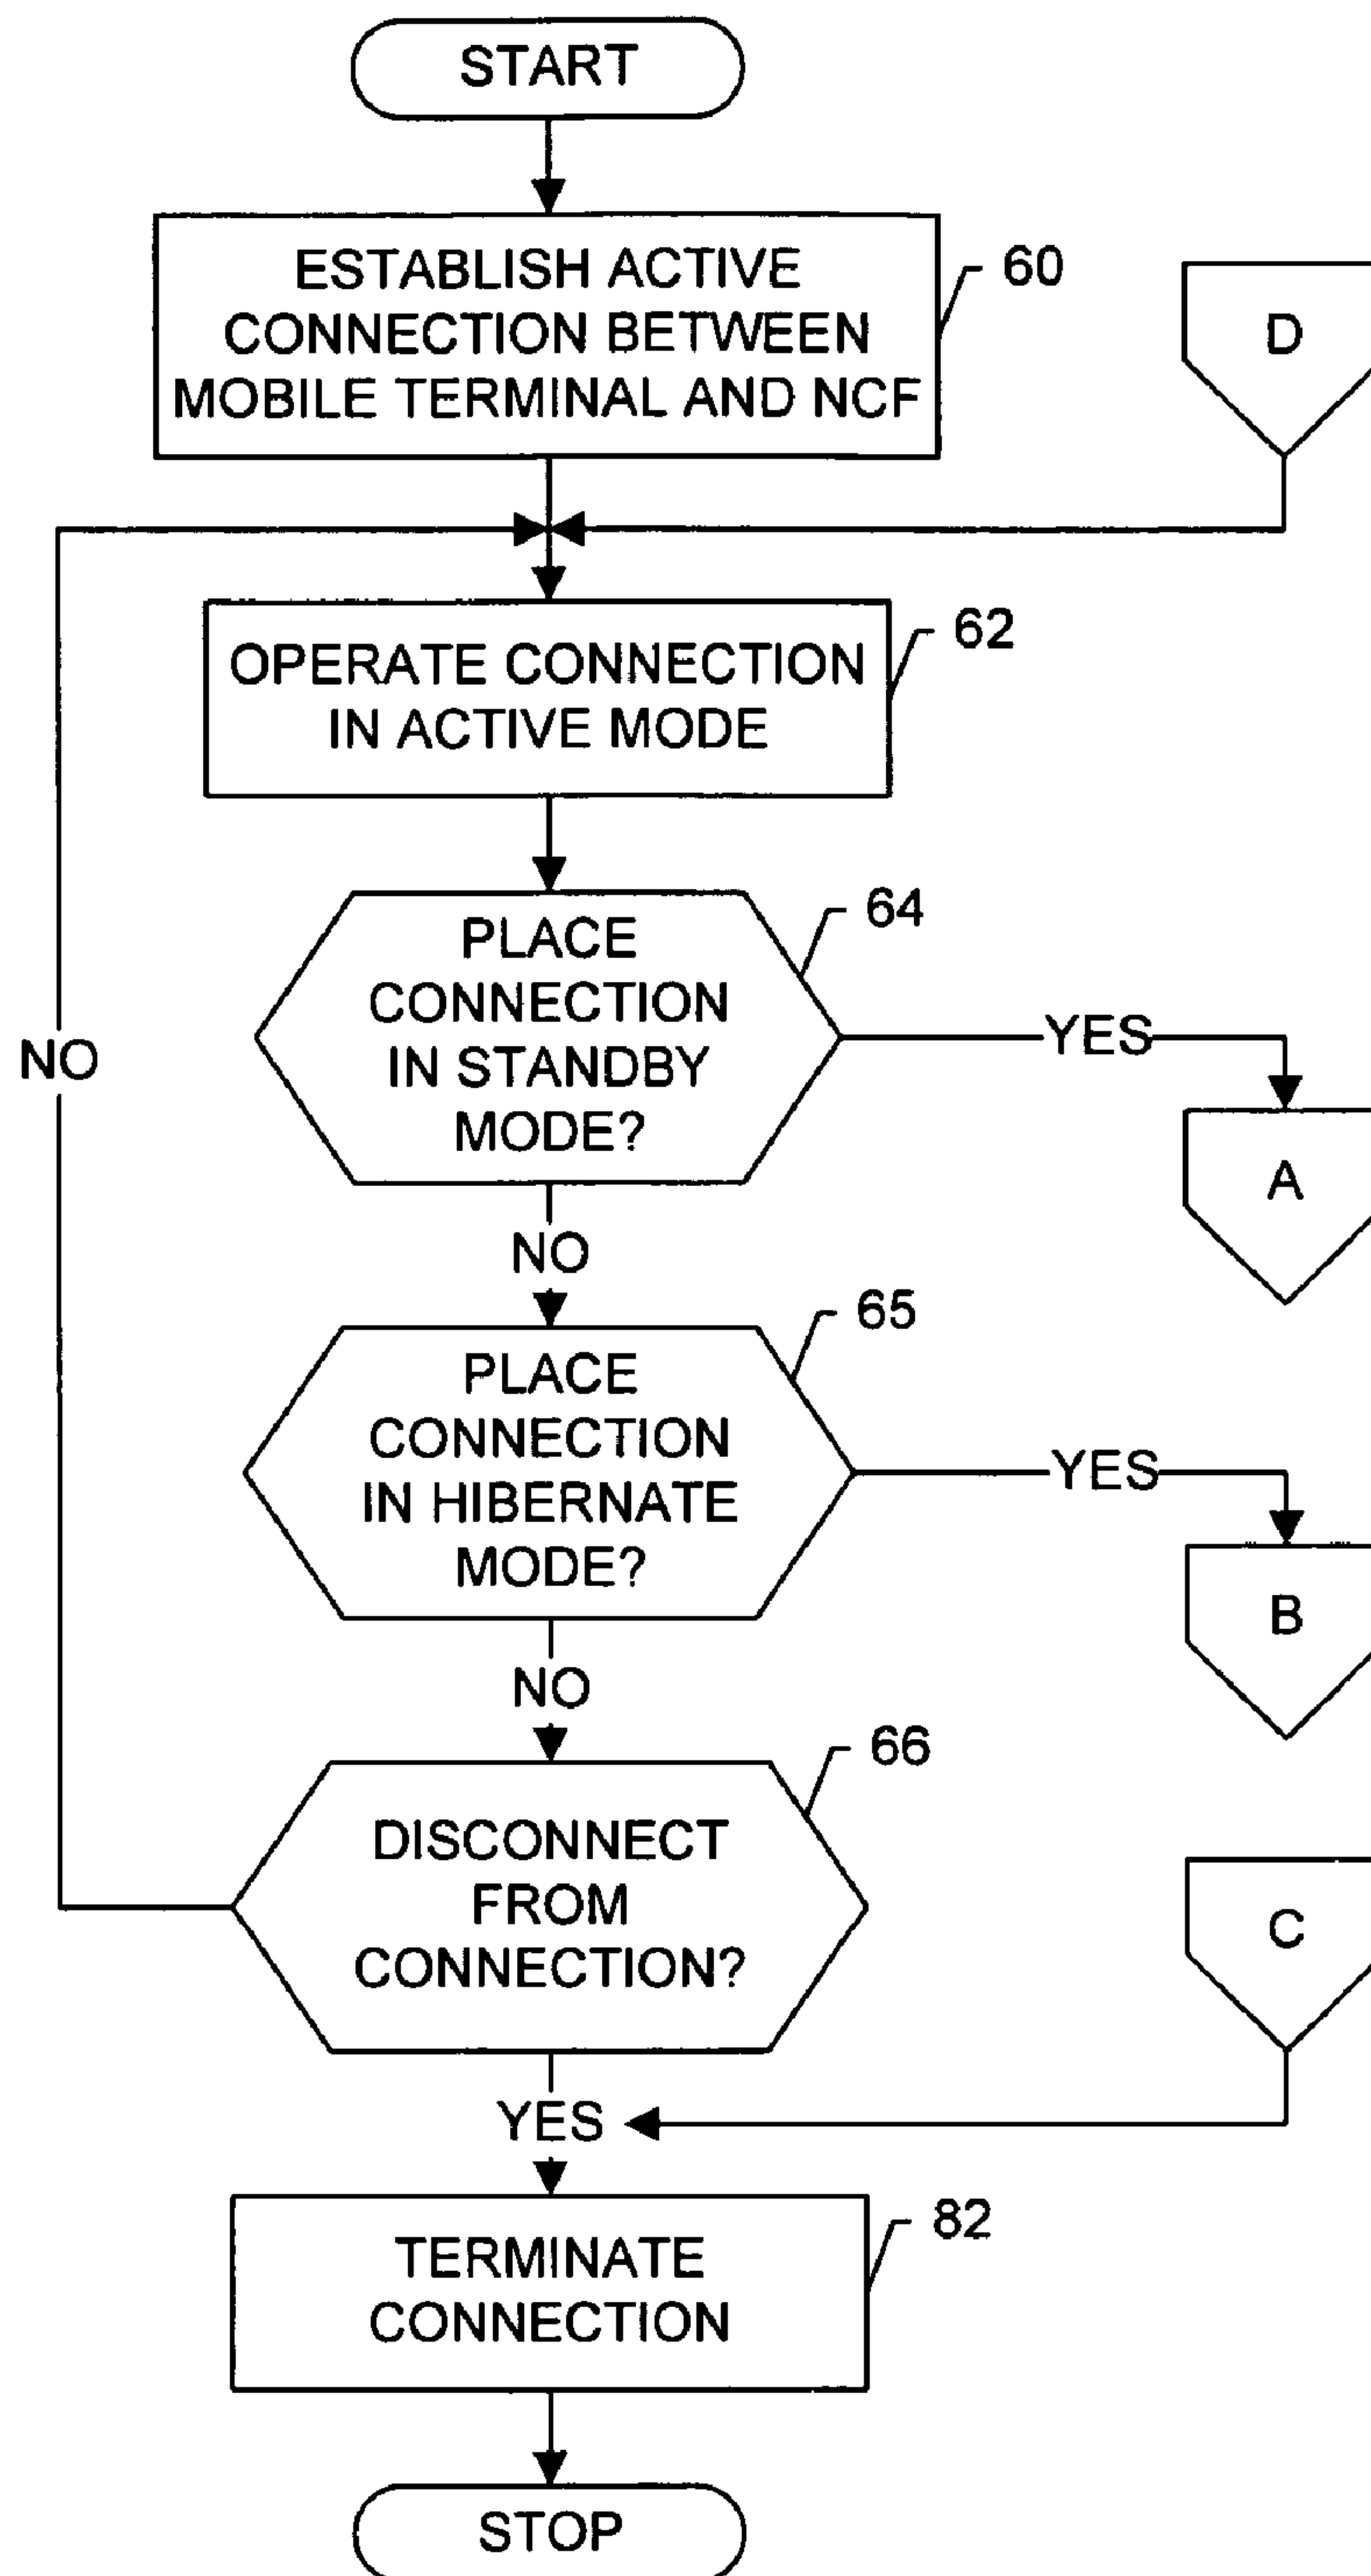 START
ESTABLISH ACTIVE
CONNECTION BETWEEN
MOBILE TERMINAL AND NCF
60
D
OPERATE CONNECTION
IN ACTIVE MODE
62
PLACE
CONNECTION
IN STANDBY
MODE?
64
YES
A
NO
NO
PLACE
CONNECTION
IN HIBERNATE
MODE?
65
YES
B
NO
DISCONNECT
FROM
CONNECTION?
66
C
YES
TERMINATE
CONNECTION
82
STOP